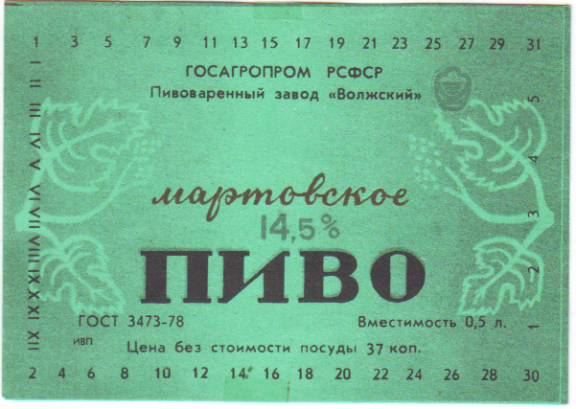 1 3 5 7 9 11 13 15 17 19 21 23 25 27 29 31
ГОСАГРОПРОМ РСФСР
Пивоваренный завод «Волжский»
I II III IV V VI VII VIII IX X XI XII
5 4 3 2 1
мартовское
14,5%
ПИВО
ГОСТ 3473-78
Вместимость 0,5 л.
ИВП
Цена без стоимости посуды 37 коп.
2 4 6 8 10 12 14 16 18 20 22 24 26 28 30